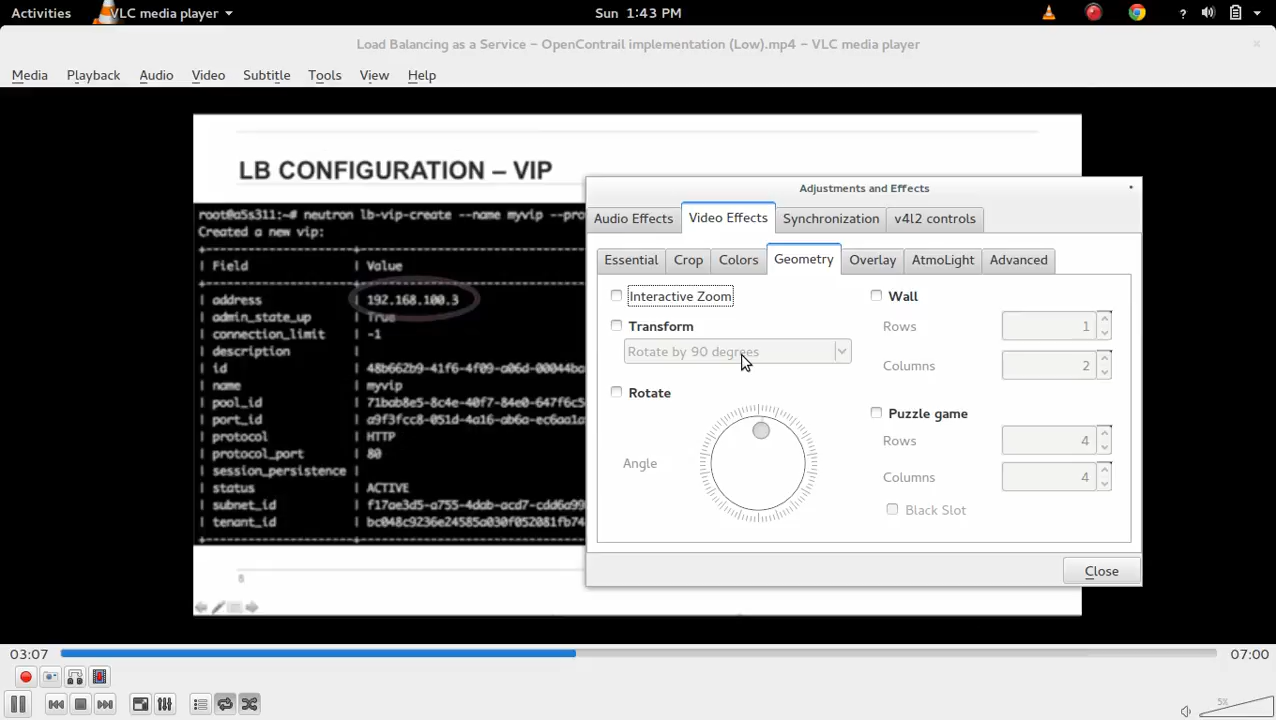 Activities VLC media player Sun 1:43 PM ?
Load Balancing as a Service – OpenContrail implementation (Low).mp4 – VLC media player
Media Playback Audio Video Subtitle Tools View Help
LB CONFIGURATION – VIP
root@a5s311:~# neutron lb-vip-create --name myvip --pro
Created a new vip:
| Field | Value
| address | 192.168.100.3
| admin_state_up | True
| connection_limit | -1
| description |
| id | 48b662b9-41f6-4f09-a06d-00044ba
| name | myvip
| pool_id | 71bab8e5-8c4e-40f7-84e0-647f6c5
| port_id | a9f3fcc8-051d-4a16-ab6a-ec6aa1a
| protocol | HTTP
| protocol_port | 80
| session_persistence |
| status | ACTIVE
| subnet_id | f17ae3d5-a755-4dab-acd7-cdd6a99
| tenant_id | bc048c9236e24585a030f052081fb74
8
Adjustments and Effects
Audio Effects Video Effects Synchronization v4l2 controls
Essential Crop Colors Geometry Overlay AtmoLight Advanced
Interactive Zoom
Transform
Rotate by 90 degrees
Rotate
Angle
Wall
Rows 1
Columns 2
Puzzle game
Rows 4
Columns 4
Black Slot
Close
03:07 07:00
5%